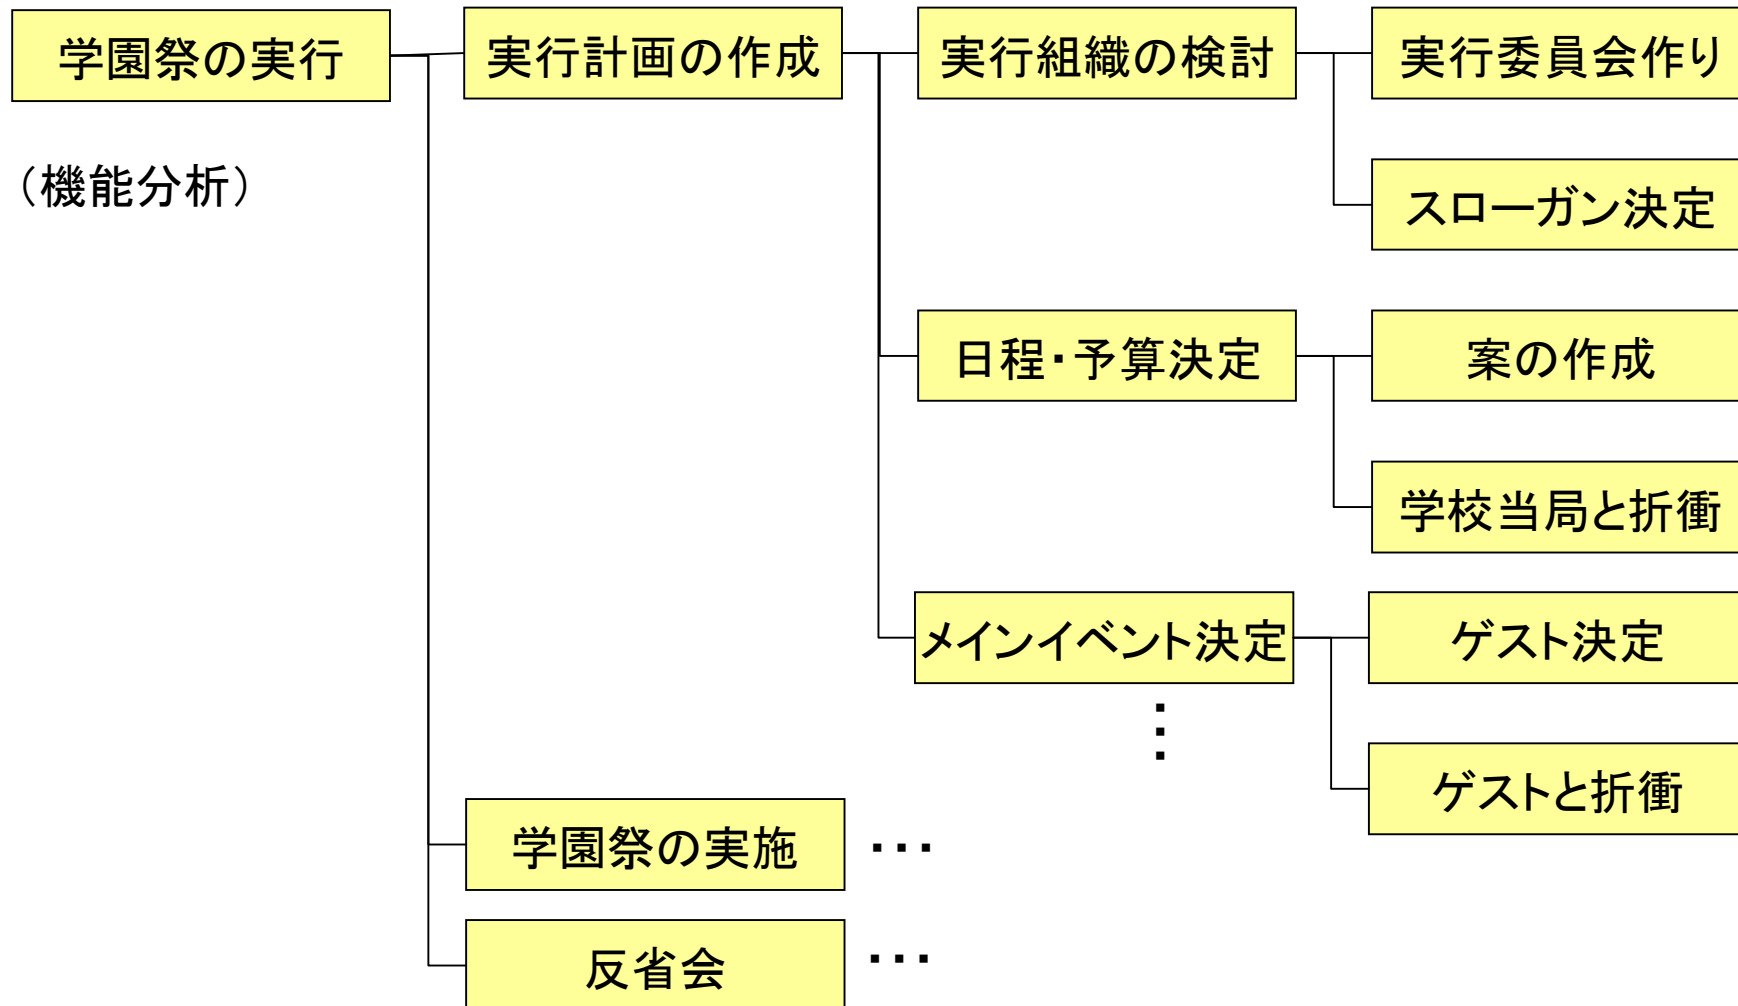 学園祭の実行
実行計画の作成
実行組織の検討
実行委員会作り
(機能分析)
スローガン決定
日程・予算決定
案の作成
学校当局と折衝
メインイベント決定
ゲスト決定
⋮
ゲストと折衝
学園祭の実施
・・・
反省会
・・・